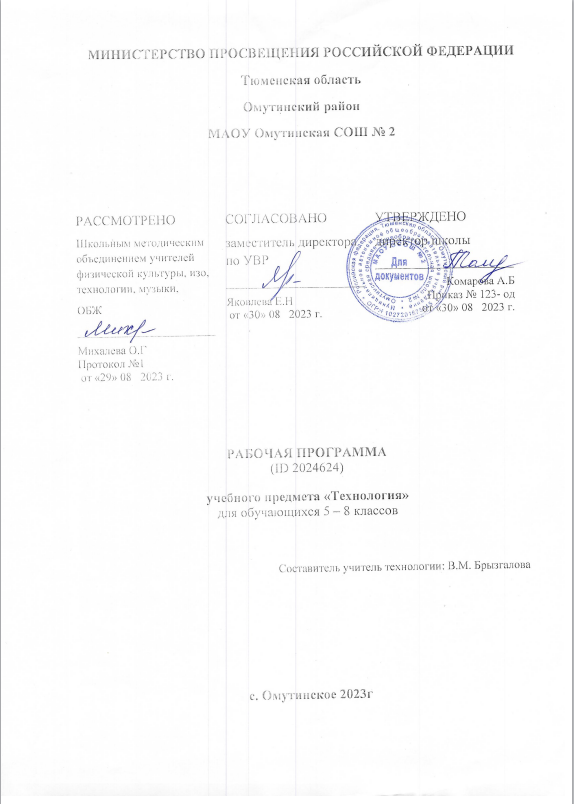 МИНИСТЕРСТВО ПРОСВЕЩЕНИЯ РОССИЙСКОЙ ФЕДЕРАЦИИ
Тюменская область
Омутинский район
МАОУ Омутинская СОШ № 2
РАССМОТРЕНО
Школьным методическим
объединением учителей
физической культуры, изо,
технологии, музыки,
ОБЖ
Михалева О.Г
Протокол №1
от «29» 08 2023 г.
СОГЛАСОВАНО
заместитель директора
по УВР
Яковлева Е.Н
от «30» 08 2023 г.
УТВЕРЖДЕНО
директор школы
Для
документов
Комарова А.Б
Приказ № 123- од
от «30» 08 2023 г.
РАБОЧАЯ ПРОГРАММА
(ID 2024624)
учебного предмета «Технология»
для обучающихся 5 – 8 классов
Составитель учитель технологии: В.М. Брызгалова
с. Омутинское 2023г